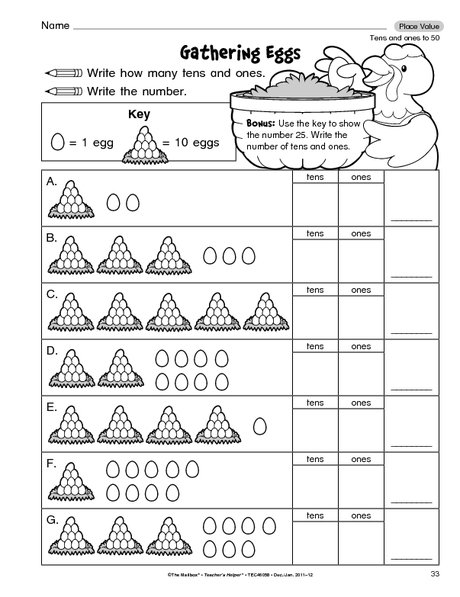 Name
Place Value
Tens and ones to 50
Gathering Eggs
Write how many tens and ones.
Write the number.
Key
= 1 egg
= 10 eggs
Bonus: Use the key to show
the number 25. Write the
number of tens and ones.
A.
tens ones
B.
tens ones
C.
tens ones
D.
tens ones
E.
tens ones
F.
tens ones
G.
tens ones
©The Mailbox® • Teacher's Helper® • TEC46058 • Dec./Jan. 2011–12
33